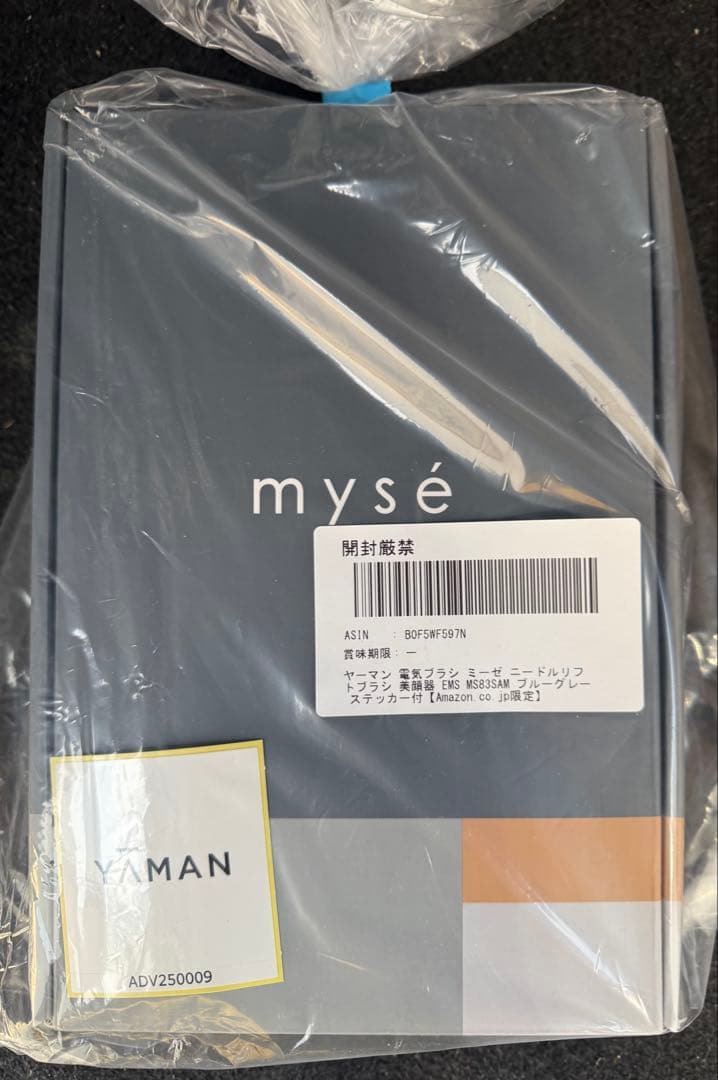 mysé
開封厳禁
ASIN : B0F5WF597N
賞味期限: ー
ヤーマン 電気ブラシ ミーゼ ニードルリフ
トブラシ 美顔器 EMS MS83SAM ブルーグレー
ステッカー付【Amazon.co.jp限定】
YAMAN
ADV250009